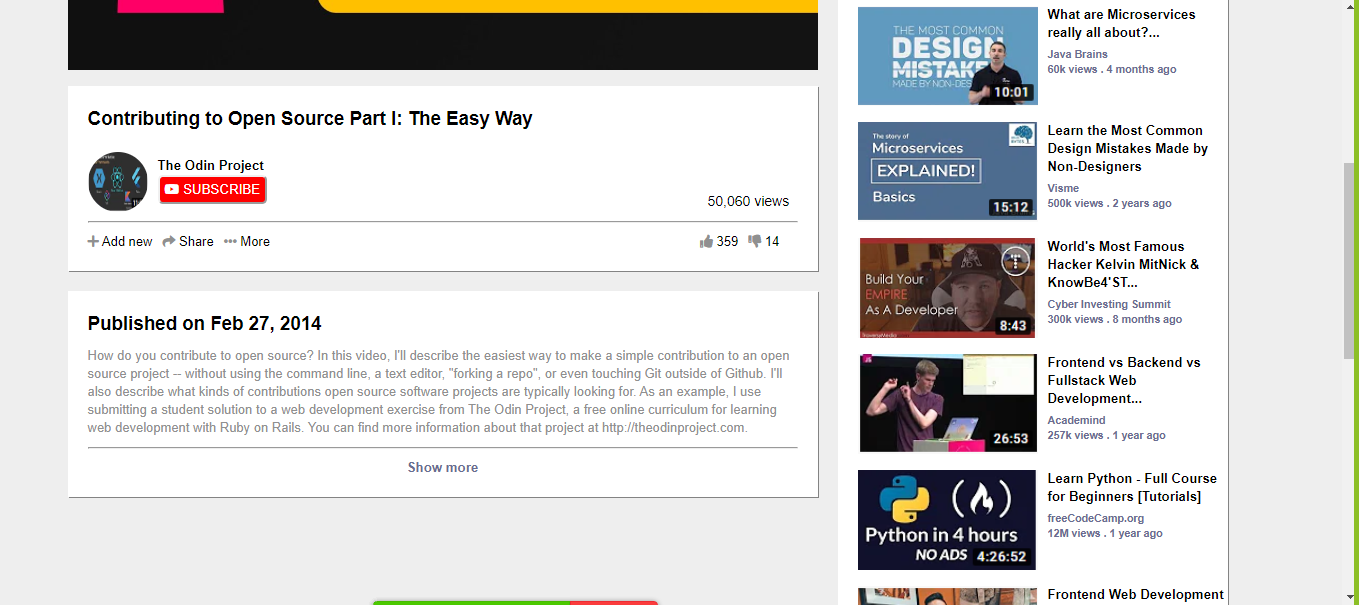 Contributing to Open Source Part I: The Easy Way
The Odin Project
SUBSCRIBE
50,060 views
Add new Share More
359 14
Published on Feb 27, 2014
How do you contribute to open source? In this video, I'll describe the easiest way to make a simple contribution to an open
source project -- without using the command line, a text editor, "forking a repo", or even touching Git outside of Github. I'll
also describe what kinds of contributions open source software projects are typically looking for. As an example, I use
submitting a student solution to a web development exercise from The Odin Project, a free online curriculum for learning
web development with Ruby on Rails. You can find more information about that project at http://theodinproject.com.
Show more
THE MOST COMMON
DESIGN
MISTAKE
MADE BY NON-DES
10:01
What are Microservices
really all about?...
Java Brains
60k views . 4 months ago
The story of
Microservices
EXPLAINED!
Basics
15:12
Learn the Most Common
Design Mistakes Made by
Non-Designers
Visme
500k views . 2 years ago
Build Your
EMPIRE
As A Developer
8:43
World's Most Famous
Hacker Kelvin MitNick &
KnowBe4'ST...
Cyber Investing Summit
300k views . 8 months ago
26:53
Frontend vs Backend vs
Fullstack Web
Development...
Academind
257k views . 1 year ago
Python in 4 hours
NO ADS
4:26:52
Learn Python - Full Course
for Beginners [Tutorials]
freeCodeCamp.org
12M views . 1 year ago
Frontend Web Development